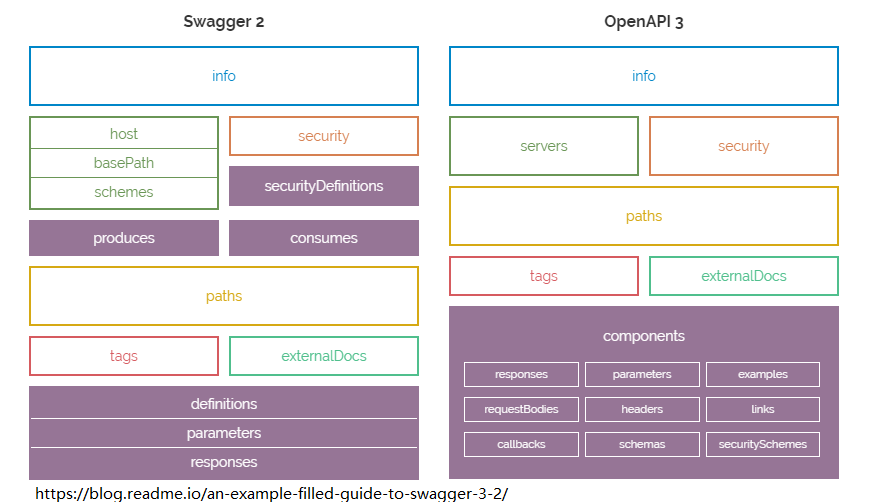 Swagger 2
info
host
basePath
schemes
security
securityDefinitions
produces
consumes
paths
tags
externalDocs
definitions
parameters
responses
OpenAPI 3
info
servers
security
paths
tags
externalDocs
components
responses
parameters
examples
requestBodies
headers
links
callbacks
schemas
securitySchemes
https://blog.readme.io/an-example-filled-guide-to-swagger-3-2/